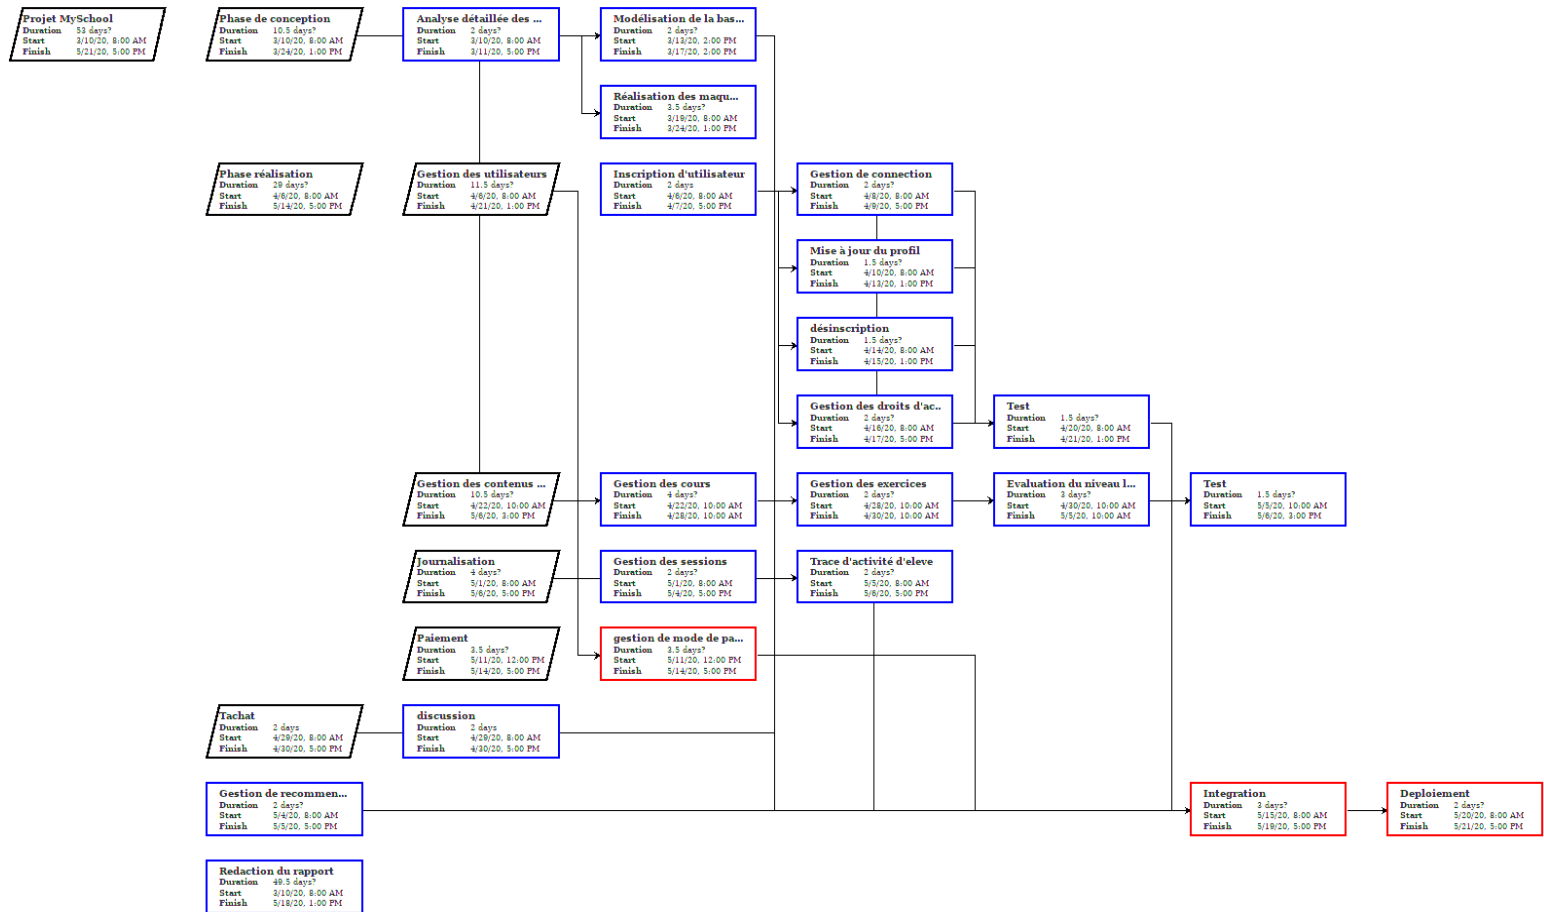 Projet MySchool
Duration 53 days?
Start 3/10/20, 8:00 AM
Finish 5/21/20, 5:00 PM
Phase de conception
Duration 10.5 days?
Start 3/10/20, 8:00 AM
Finish 3/24/20, 1:00 PM
Analyse détaillée des ...
Duration 2 days?
Start 3/10/20, 8:00 AM
Finish 3/11/20, 5:00 PM
Modélisation de la bas...
Duration 2 days?
Start 3/13/20, 2:00 PM
Finish 3/17/20, 2:00 PM
Réalisation des maqu...
Duration 3.5 days?
Start 3/19/20, 8:00 AM
Finish 3/24/20, 1:00 PM
Phase réalisation
Duration 29 days?
Start 4/6/20, 8:00 AM
Finish 5/14/20, 5:00 PM
Gestion des utilisateurs
Duration 11.5 days?
Start 4/6/20, 8:00 AM
Finish 4/21/20, 1:00 PM
Inscription d'utilisateur
Duration 2 days
Start 4/6/20, 8:00 AM
Finish 4/7/20, 5:00 PM
Gestion de connection
Duration 2 days?
Start 4/8/20, 8:00 AM
Finish 4/9/20, 5:00 PM
Mise à jour du profil
Duration 1.5 days?
Start 4/10/20, 8:00 AM
Finish 4/13/20, 1:00 PM
désinscription
Duration 1.5 days?
Start 4/14/20, 8:00 AM
Finish 4/15/20, 1:00 PM
Gestion des droits d'ac..
Duration 2 days?
Start 4/16/20, 8:00 AM
Finish 4/17/20, 5:00 PM
Test
Duration 1.5 days?
Start 4/20/20, 8:00 AM
Finish 4/21/20, 1:00 PM
Gestion des contenus ...
Duration 10.5 days?
Start 4/22/20, 10:00 AM
Finish 5/6/20, 3:00 PM
Gestion des cours
Duration 4 days?
Start 4/22/20, 10:00 AM
Finish 4/28/20, 10:00 AM
Gestion des exercices
Duration 2 days?
Start 4/28/20, 10:00 AM
Finish 4/30/20, 10:00 AM
Evaluation du niveau l...
Duration 3 days?
Start 4/30/20, 10:00 AM
Finish 5/5/20, 10:00 AM
Test
Duration 1.5 days?
Start 5/5/20, 10:00 AM
Finish 5/6/20, 3:00 PM
Journalisation
Duration 4 days?
Start 5/1/20, 8:00 AM
Finish 5/6/20, 5:00 PM
Gestion des sessions
Duration 2 days?
Start 5/1/20, 8:00 AM
Finish 5/4/20, 5:00 PM
Trace d'activité d'eleve
Duration 2 days?
Start 5/5/20, 8:00 AM
Finish 5/6/20, 5:00 PM
Paiement
Duration 3.5 days?
Start 5/11/20, 12:00 PM
Finish 5/14/20, 5:00 PM
gestion de mode de pa...
Duration 3.5 days?
Start 5/11/20, 12:00 PM
Finish 5/14/20, 5:00 PM
Tachat
Duration 2 days
Start 4/29/20, 8:00 AM
Finish 4/30/20, 5:00 PM
discussion
Duration 2 days
Start 4/29/20, 8:00 AM
Finish 4/30/20, 5:00 PM
Gestion de recommen...
Duration 2 days?
Start 5/4/20, 8:00 AM
Finish 5/5/20, 5:00 PM
Integration
Duration 3 days?
Start 5/15/20, 8:00 AM
Finish 5/19/20, 5:00 PM
Deploiement
Duration 2 days?
Start 5/20/20, 8:00 AM
Finish 5/21/20, 5:00 PM
Redaction du rapport
Duration 49.5 days?
Start 3/10/20, 8:00 AM
Finish 5/18/20, 1:00 PM